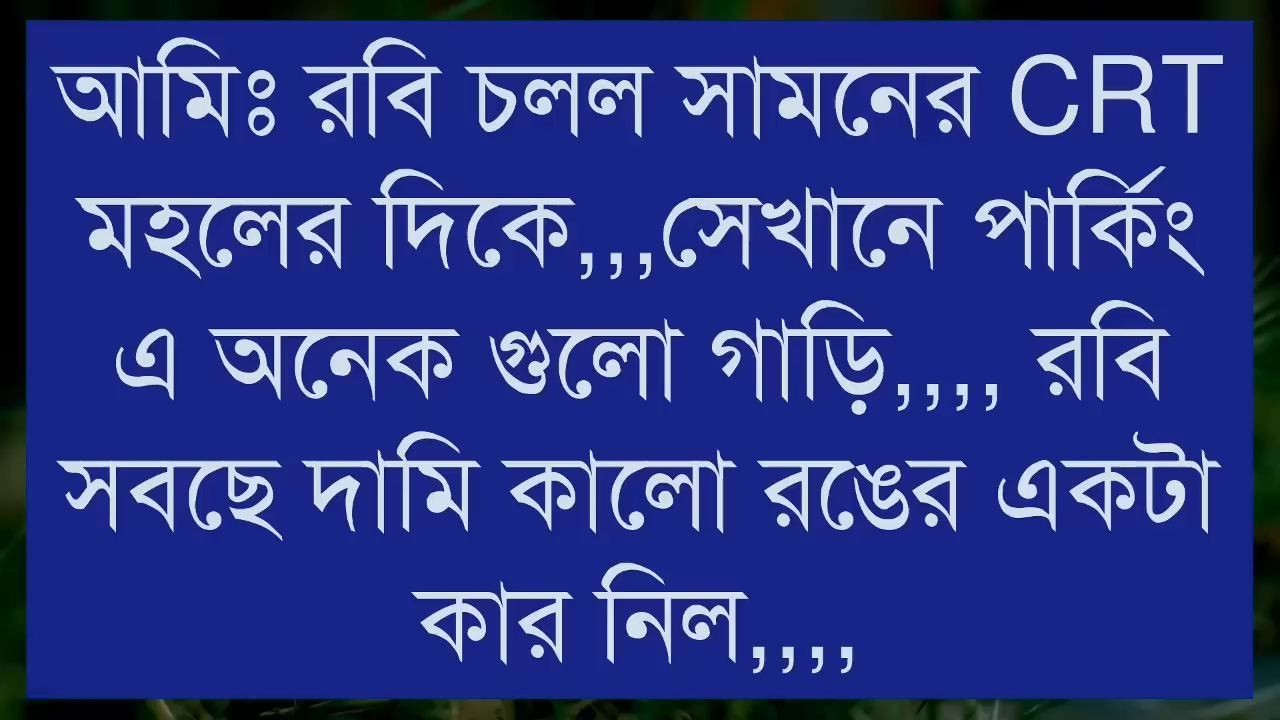 আমিঃ রবি চলল সামনের CRT
মহলের দিকে,,,সেখানে পার্কিং
এ অনেক গুলো গাড়ি,,,, রবি
সবছে দামি কালো রঙের একটা
কার নিল,,,,